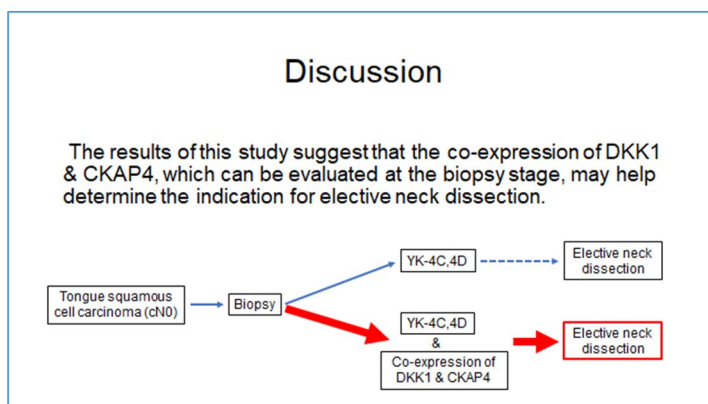 Discussion
The results of this study suggest that the co-expression of DKK1
& CKAP4, which can be evaluated at the biopsy stage, may help
determine the indication for elective neck dissection.
Tongue squamous
cell carcinoma (cN0)
Biopsy
YK-4C,4D
Elective neck
dissection
YK-4C,4D
&
Co-expression of
DKK1 & CKAP4
Elective neck
dissection